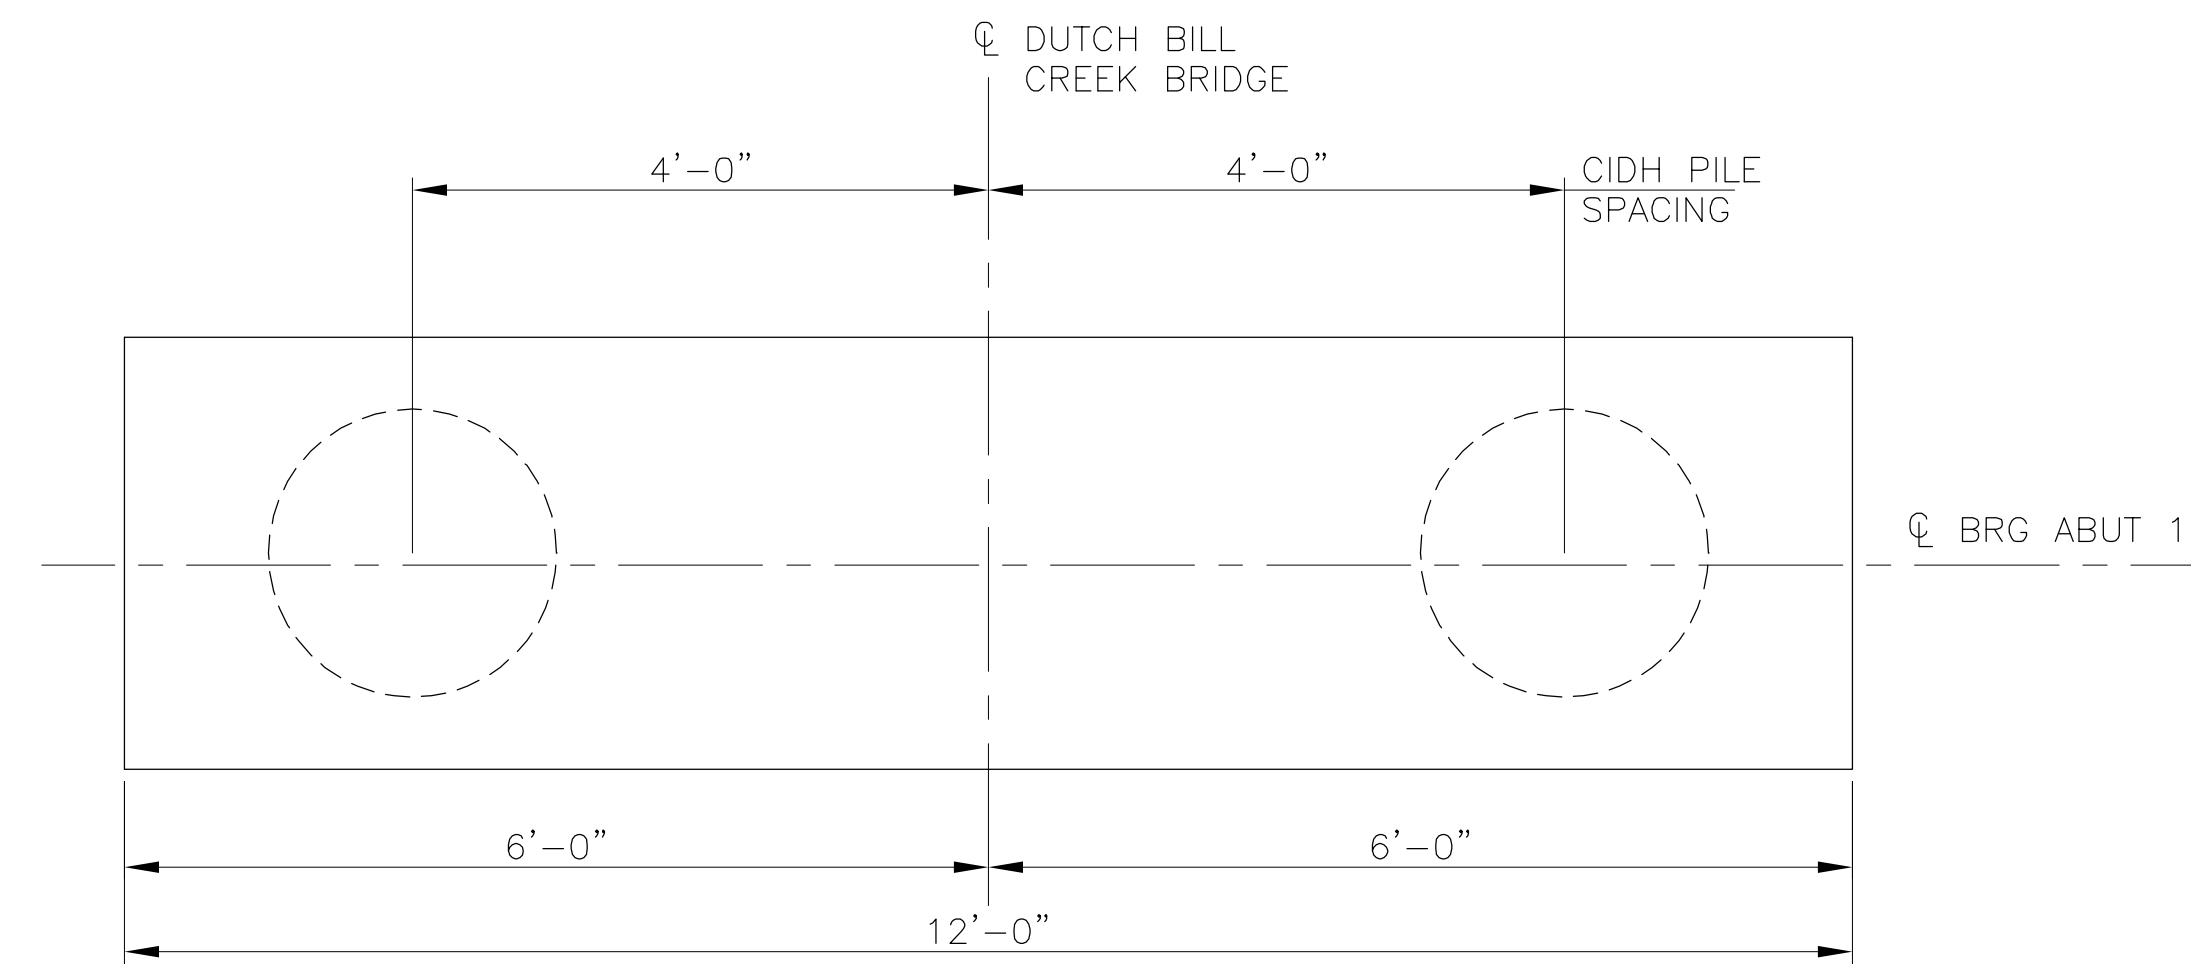 ℄ DUTCH BILL
CREEK BRIDGE
4'-0" 4'-0" CIDH PILE
SPACING
℄ BRG ABUT 1
6'-0" 6'-0"
12'-0"